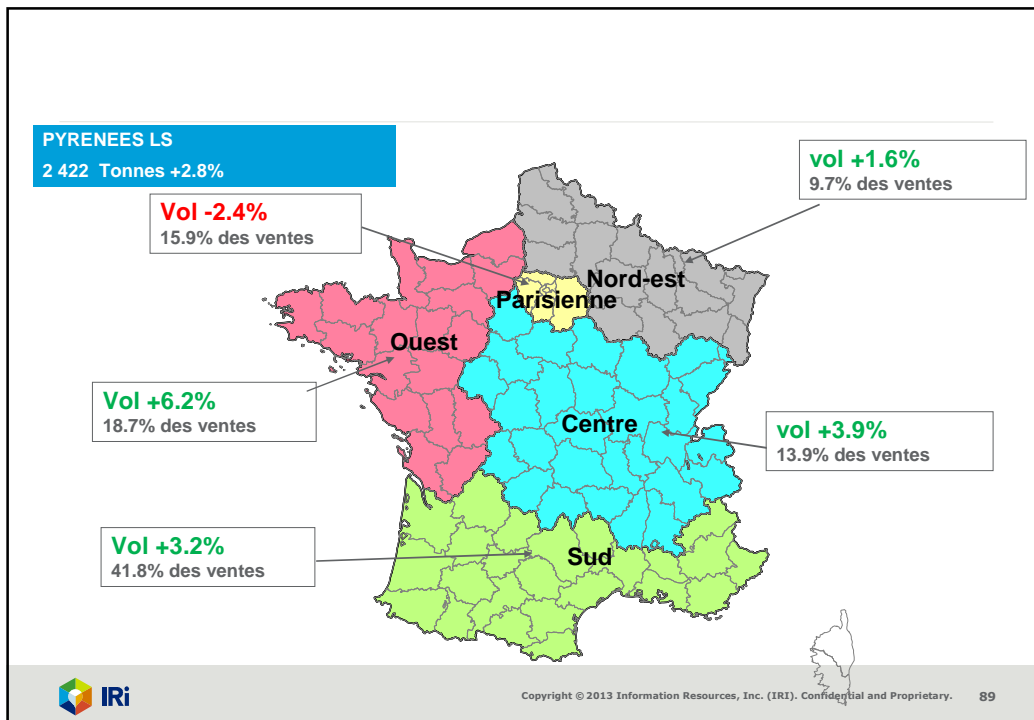 PYRENEES LS
2 422 Tonnes +2.8%
vol +1.6%
9.7% des ventes
Vol -2.4%
15.9% des ventes
Nord-est
Parisienne
Ouest
Vol +6.2%
18.7% des ventes
Centre
vol +3.9%
13.9% des ventes
Vol +3.2%
41.8% des ventes
Sud
IRi
Copyright © 2013 Information Resources, Inc. (IRI). Confidential and Proprietary. 89